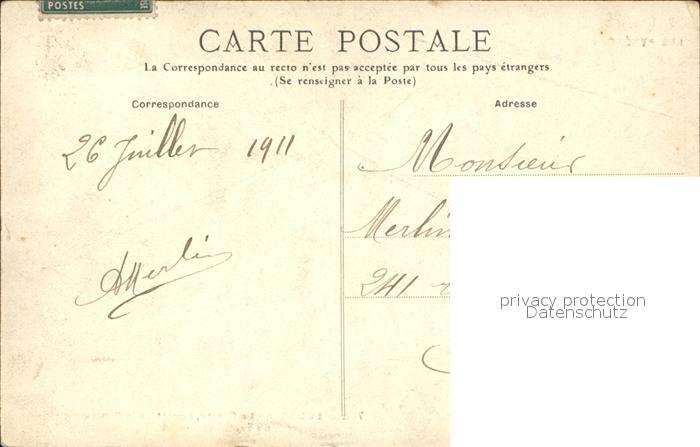 POSTES
CARTE POSTALE
La Correspondance au recto n'est pas acceptée par tous les pays étrangers
(Se renseigner à la Poste)
Correspondance
Adresse
26 Juillet 1911
Monsieur
Merlin
241
AMerlin
privacy protection
Datenschutz